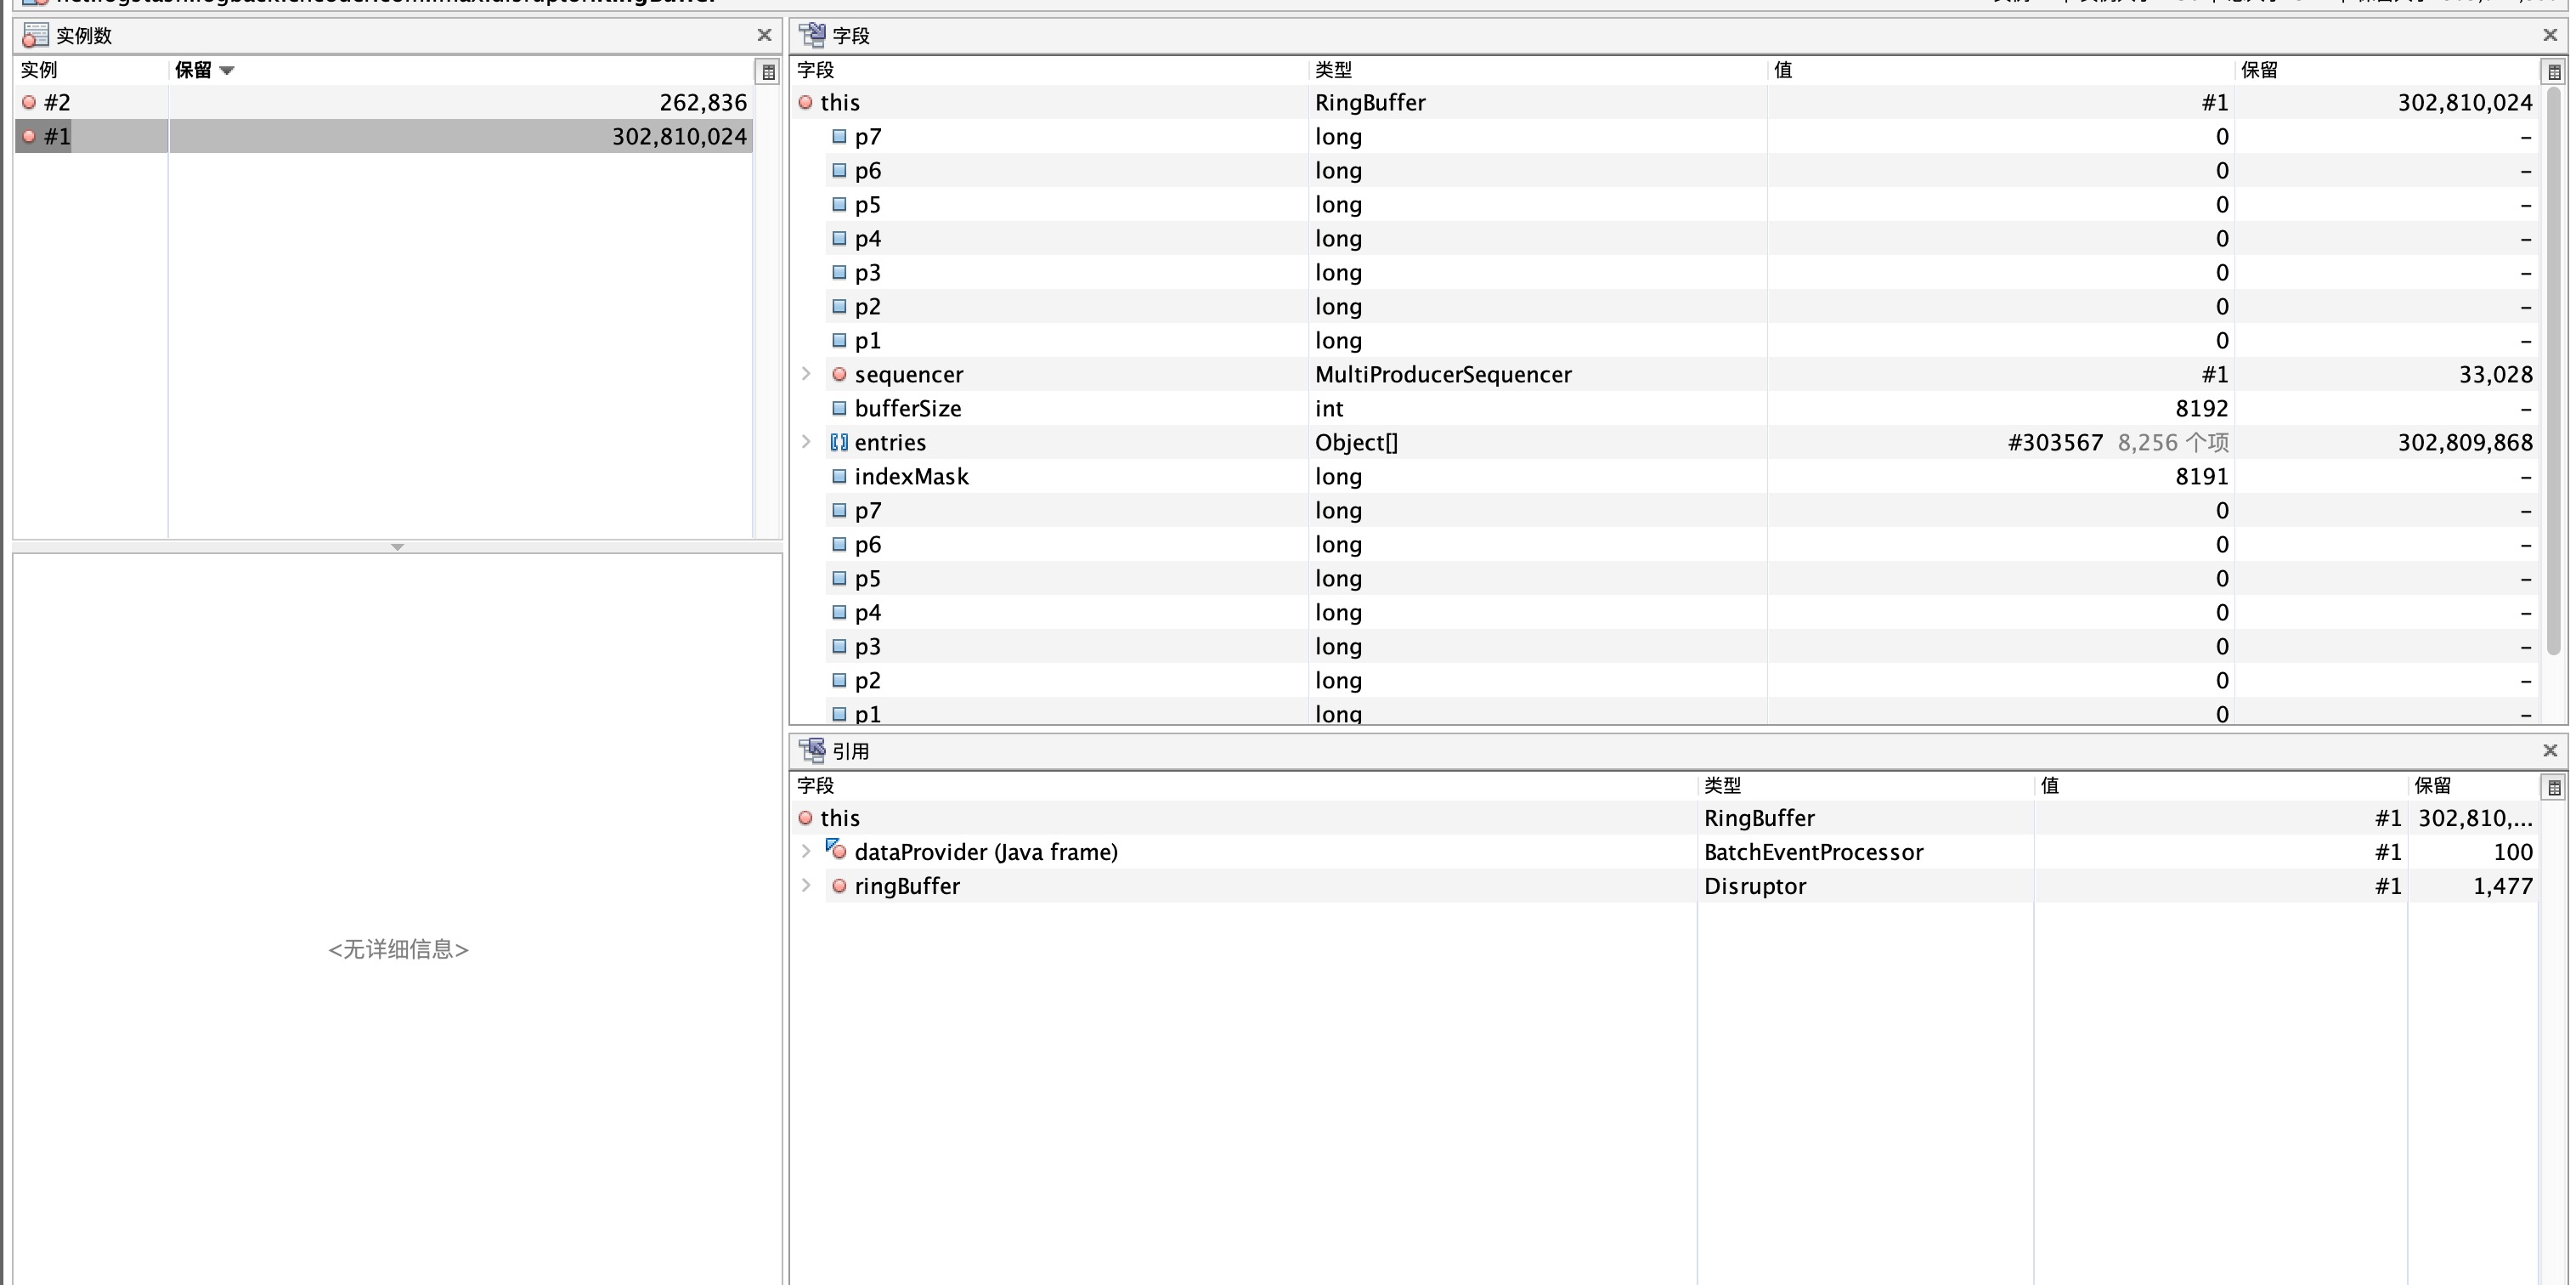 实例数
实例 保留
#2 262,836
#1 302,810,024
<无详细信息>
字段
字段 类型 值 保留
this RingBuffer #1 302,810,024
p7 long 0 –
p6 long 0 –
p5 long 0 –
p4 long 0 –
p3 long 0 –
p2 long 0 –
p1 long 0 –
sequencer MultiProducerSequencer #1 33,028
bufferSize int 8192 –
entries Object[] #303567 8,256 个项 302,809,868
indexMask long 8191 –
p7 long 0 –
p6 long 0 –
p5 long 0 –
p4 long 0 –
p3 long 0 –
p2 long 0 –
p1 long 0 –
引用
字段 类型 值 保留
this RingBuffer #1 302,810,...
dataProvider (Java frame) BatchEventProcessor #1 100
ringBuffer Disruptor #1 1,477